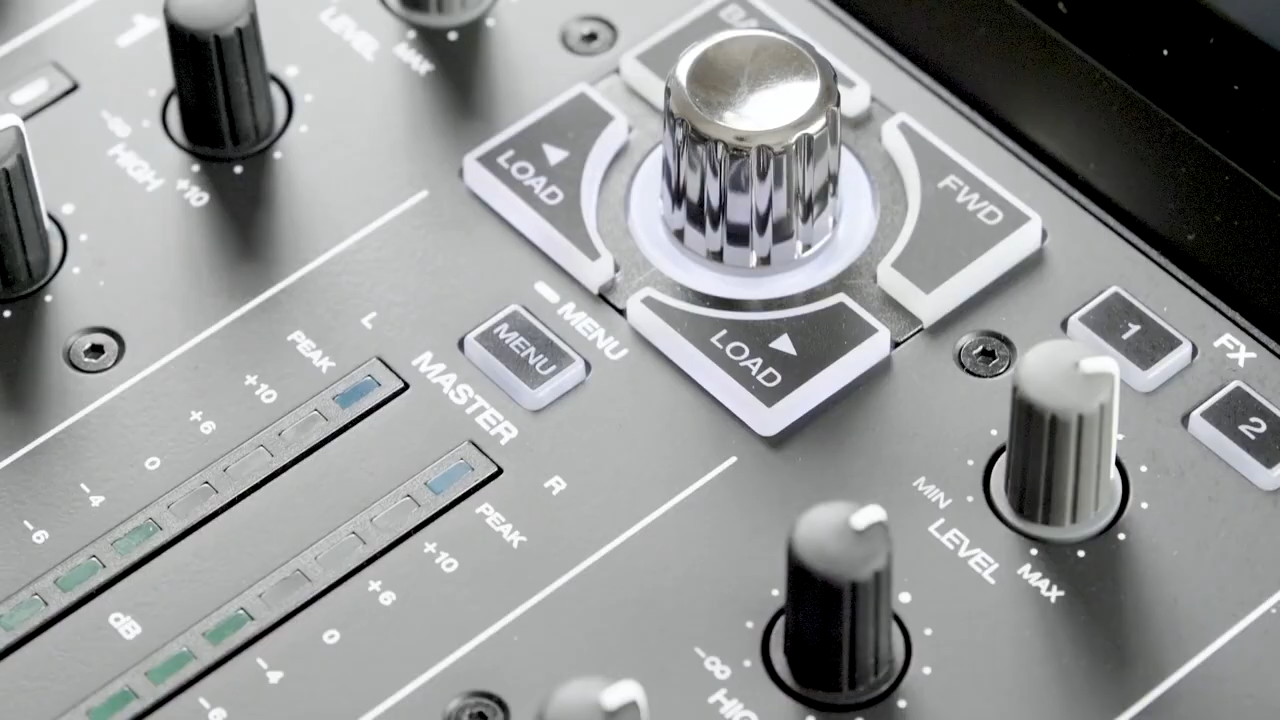 1
LEVEL
MAX
HIGH
+10
LOAD
FWD
MENU
MENU
LOAD
1
FX
2
L
MASTER
R
PEAK
+10
+6
0
-4
-6
PEAK
+10
+6
0
-4
-6
dB
MIN
LEVEL
MAX
-∞